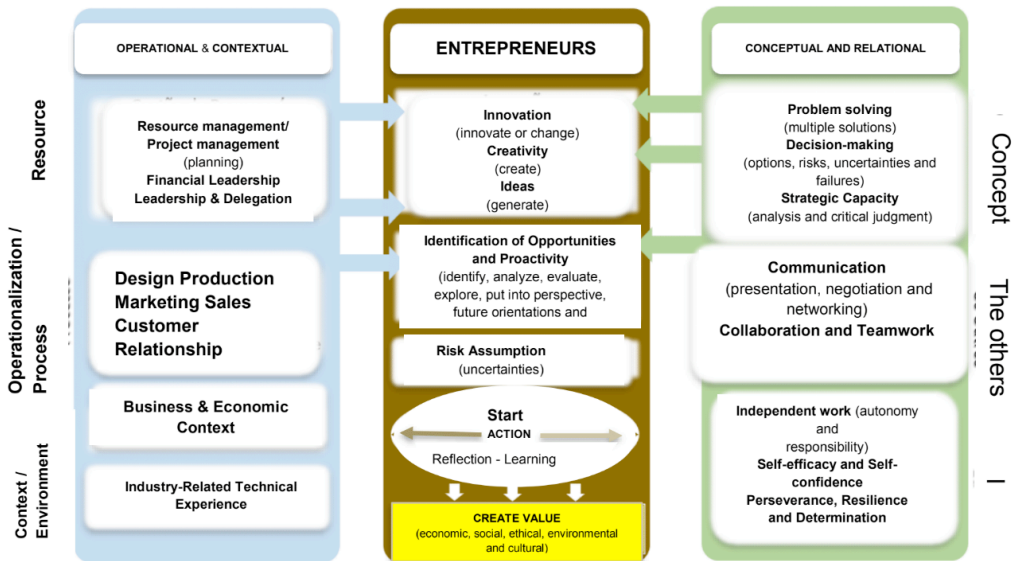 OPERATIONAL & CONTEXTUAL
Resource
Resource management/
Project management
(planning)
Financial Leadership
Leadership & Delegation
Operationalization /
Process
Design Production
Marketing Sales
Customer
Relationship
Business & Economic
Context
Context /
Environment
Industry-Related Technical
Experience
ENTREPRENEURS
Innovation
(innovate or change)
Creativity
(create)
Ideas
(generate)
Identification of Opportunities
and Proactivity
(identify, analyze, evaluate,
explore, put into perspective,
future orientations and
Risk Assumption
(uncertainties)
Start
ACTION
Reflection - Learning
CREATE VALUE
(economic, social, ethical, environmental
and cultural)
CONCEPTUAL AND RELATIONAL
Problem solving
(multiple solutions)
Decision-making
(options, risks, uncertainties and
failures)
Strategic Capacity
(analysis and critical judgment)
Concept
Communication
(presentation, negotiation and
networking)
Collaboration and Teamwork
The others
Independent work (autonomy
and
responsibility)
Self-efficacy and Self-
confidence
Perseverance, Resilience
and Determination
I